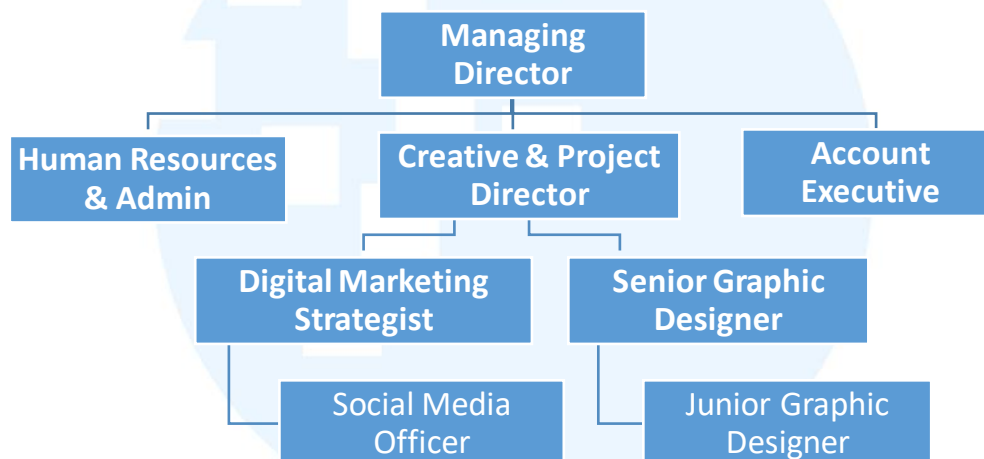 Managing
Director
Human Resources
& Admin
Creative & Project
Director
Account
Executive
Digital Marketing
Strategist
Senior Graphic
Designer
Social Media
Officer
Junior Graphic
Designer